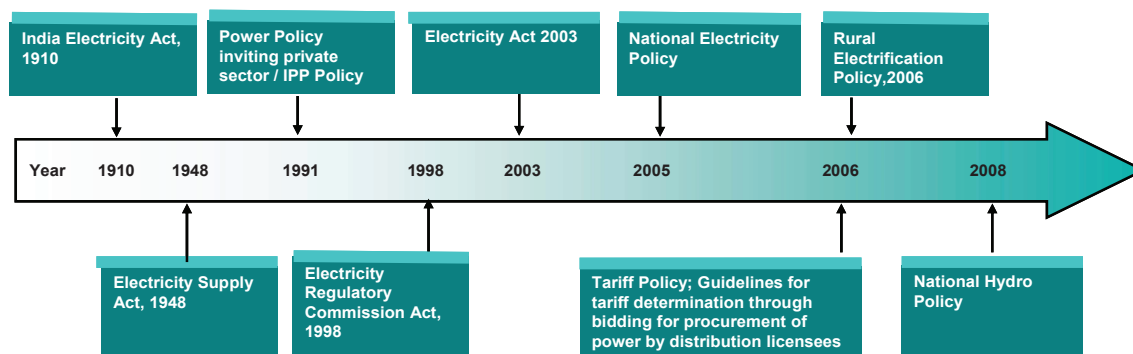 India Electricity Act,
1910
Power Policy
inviting private
sector / IPP Policy
Electricity Act 2003
National Electricity
Policy
Rural
Electrification
Policy,2006
Year 1910 1948 1991 1998 2003 2005 2006 2008
Electricity Supply
Act, 1948
Electricity
Regulatory
Commission Act,
1998
Tariff Policy; Guidelines for
tariff determination through
bidding for procurement of
power by distribution licensees
National Hydro
Policy